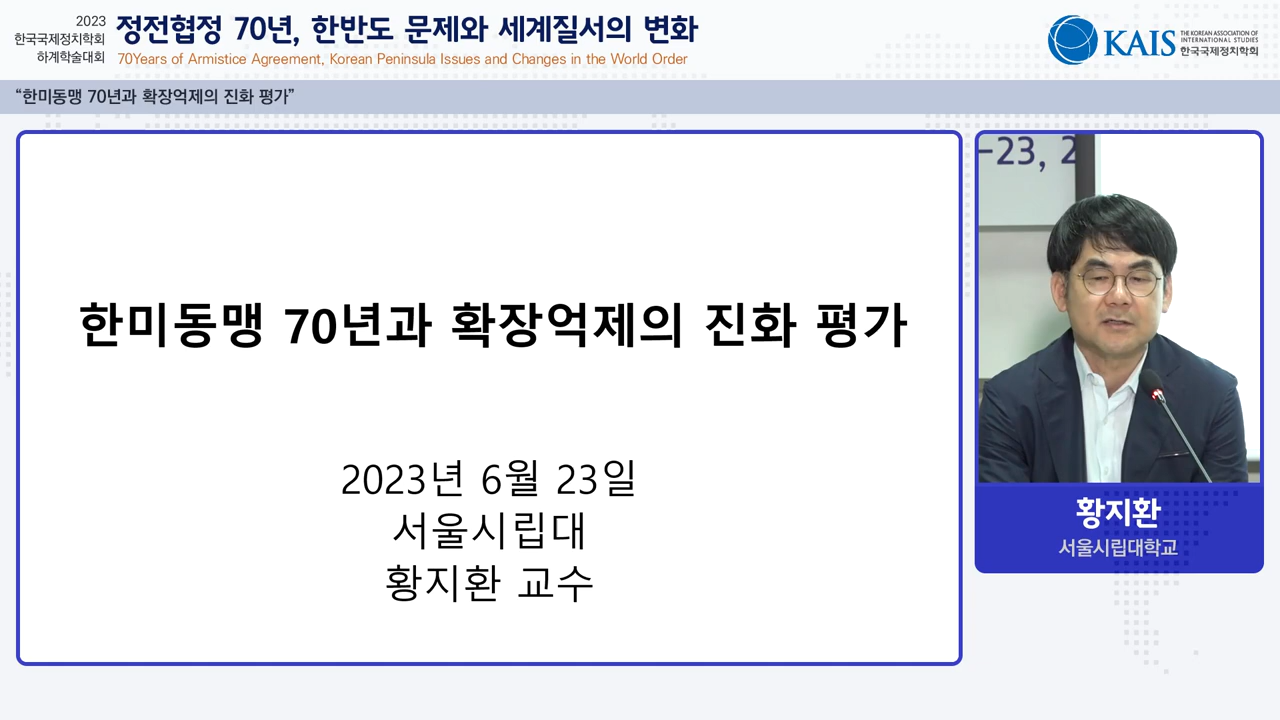 2023
한국국제정치학회
하계학술대회
정전협정 70년, 한반도 문제와 세계질서의 변화
70Years of Armistice Agreement, Korean Peninsula Issues and Changes in the World Order
KAIS
THE KOREAN ASSOCIATION OF
INTERNATIONAL STUDIES
한국국제정치학회
“한미동맹 70년과 확장억제의 진화 평가”
한미동맹 70년과 확장억제의 진화 평가
2023년 6월 23일
서울시립대
황지환 교수
-23, 2
황지환
서울시립대학교